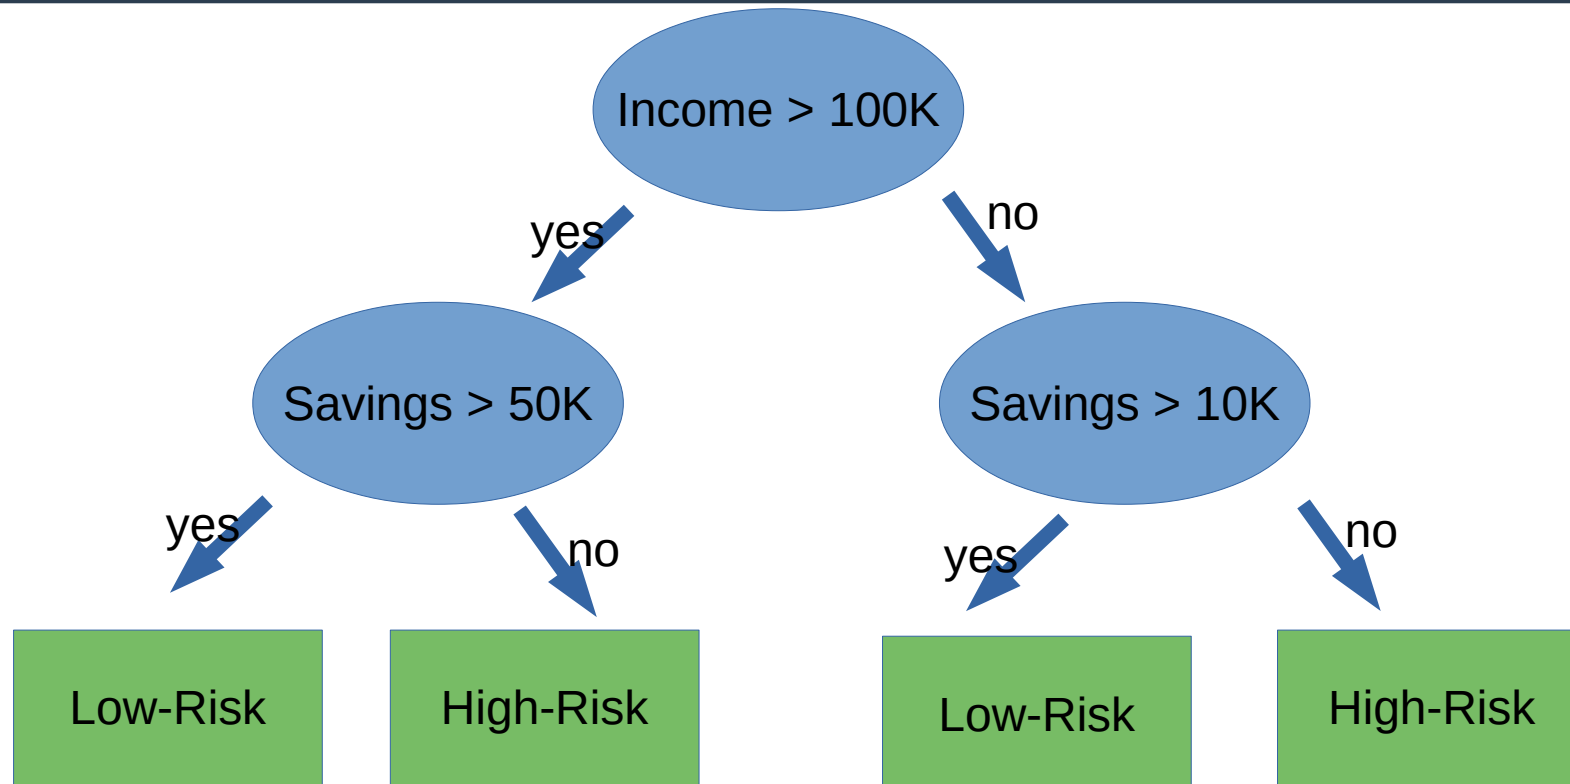 Income > 100K
yes
no
Savings > 50K
Savings > 10K
yes
no
yes
no
Low-Risk
High-Risk
Low-Risk
High-Risk